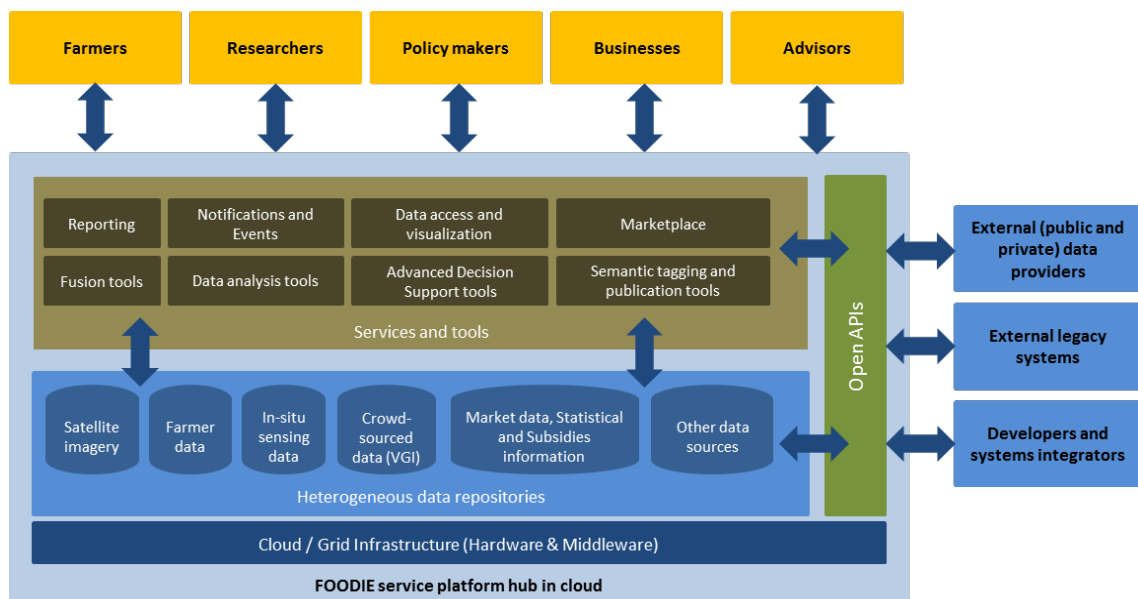 Farmers
Researchers
Policy makers
Businesses
Advisors
Reporting
Notifications and
Events
Data access and
visualization
Marketplace
Fusion tools
Data analysis tools
Advanced Decision
Support tools
Semantic tagging and
publication tools
Services and tools
Satellite
imagery
Farmer
data
In-situ
sensing
data
Crowd-
sourced
data (VGI)
Market data, Statistical
and Subsidies
information
Other data
sources
Heterogeneous data repositories
Open APIs
External (public and
private) data
providers
External legacy
systems
Developers and
systems integrators
Cloud / Grid Infrastructure (Hardware & Middleware)
FOODIE service platform hub in cloud